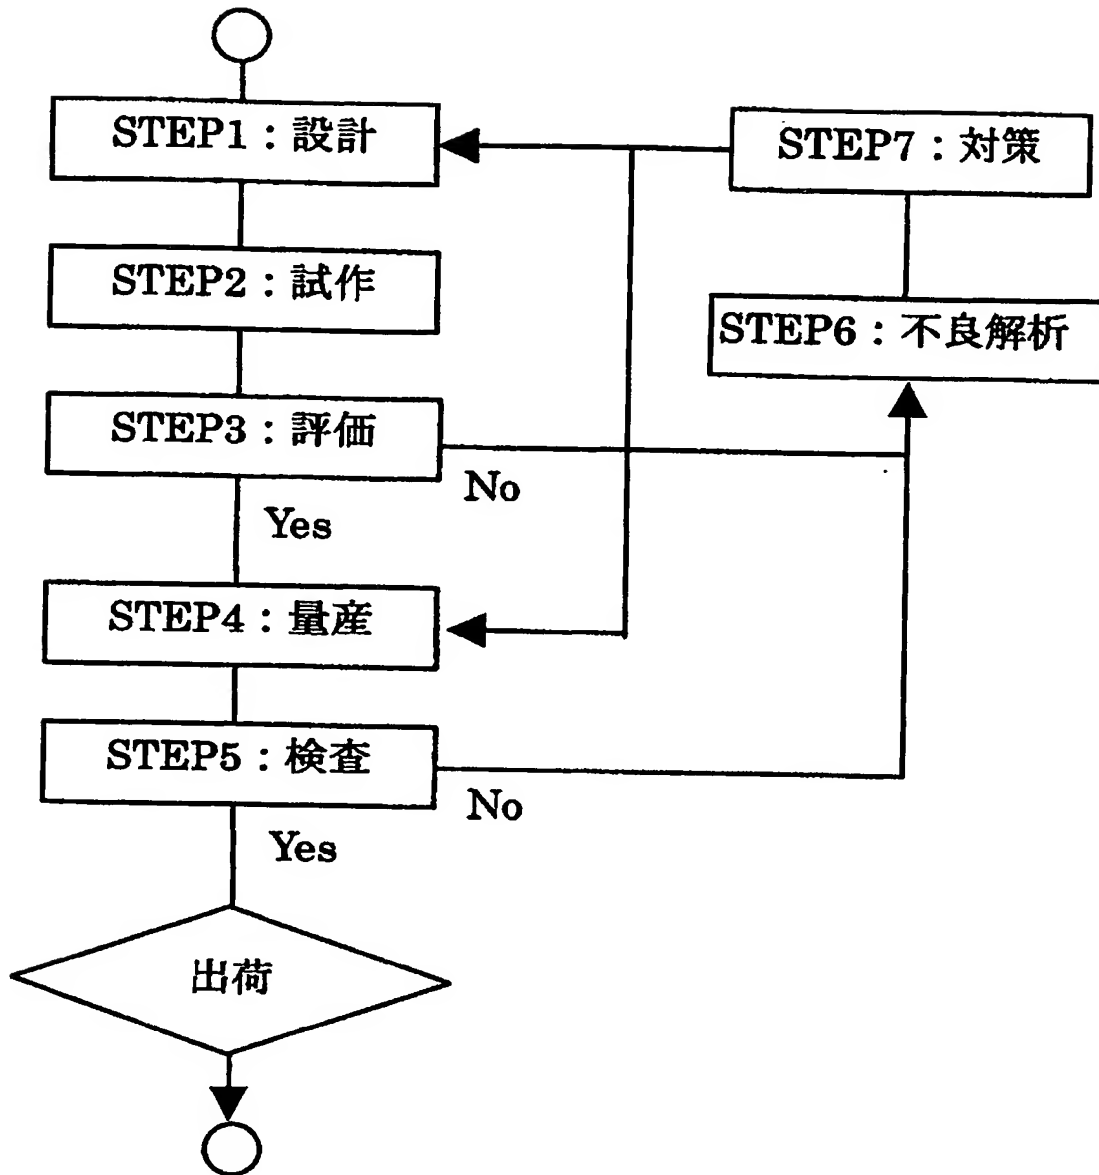 STEP1：設計
STEP7：対策
STEP2：試作
STEP6：不良解析
STEP3：評価
No
Yes
STEP4：量産
STEP5：検査
No
Yes
出荷